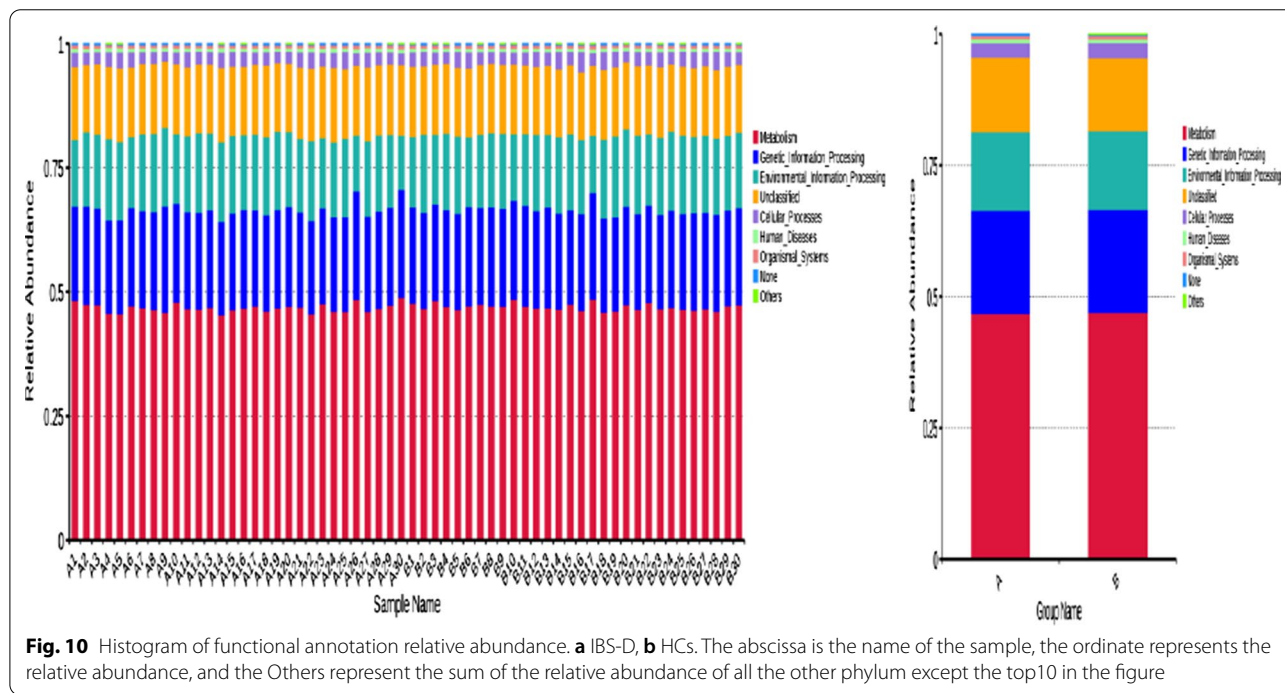 1
0.75
0.5
0.25
0
Relative Abundance
Sample Name
Metabolism
Genetic_Information_Processing
Environmental_Information_Processing
Unclassified
Cellular_Processes
Human_Diseases
Organismal_Systems
None
Others
1
0.75
0.5
0.25
0
Relative Abundance
A
B
Group Name
Metabolism
Genetic_Information_Processing
Environmental_Information_Processing
Unclassified
Cellular_Processes
Human_Diseases
Organismal_Systems
None
Others
Fig. 10 Histogram of functional annotation relative abundance. a IBS-D, b HCs. The abscissa is the name of the sample, the ordinate represents the
relative abundance, and the Others represent the sum of the relative abundance of all the other phylum except the top10 in the figure